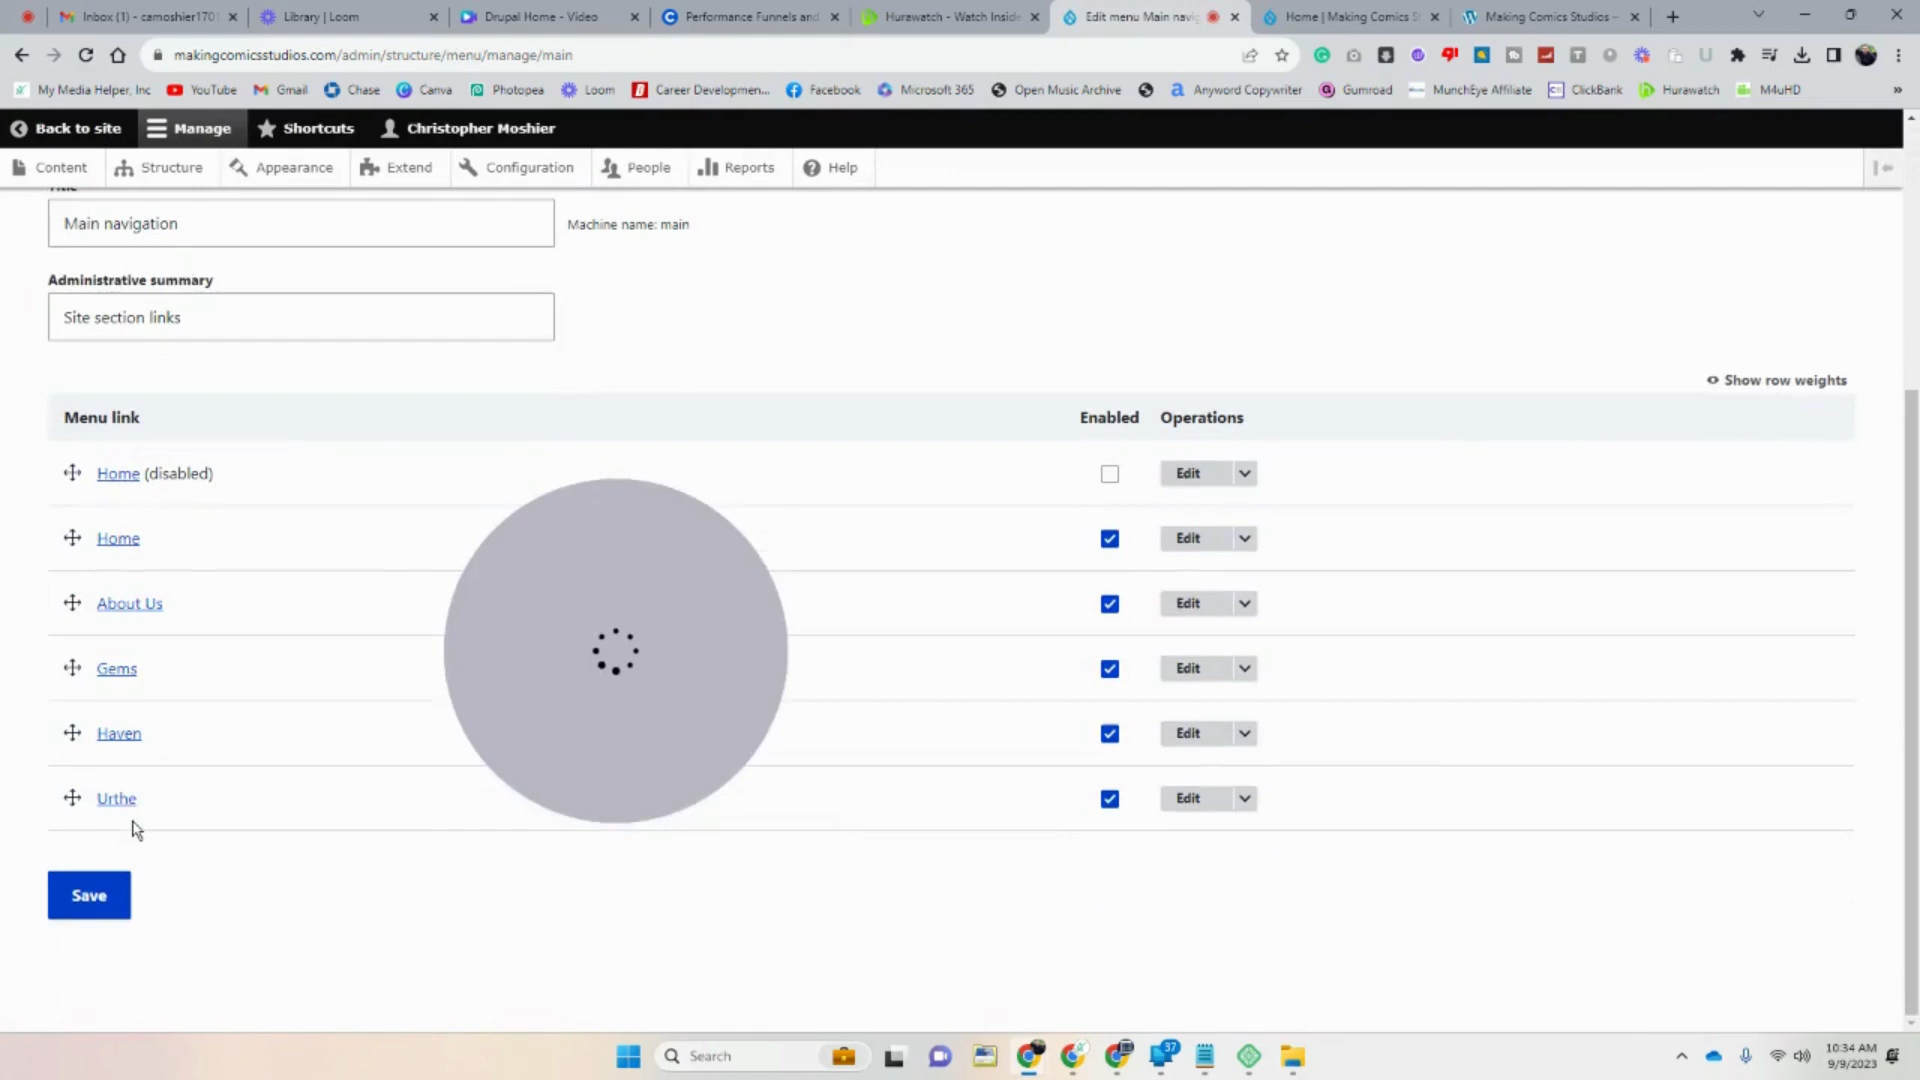 Inbox (1) - camoshier1701
Library | Loom
Drupal Home - Video
Performance Funnels and
Hurawatch - Watch Inside
Edit menu Main navi
Home | Making Comics S
Making Comics Studios –
makingcomicsstudios.com/admin/structure/menu/manage/main
My Media Helper, Inc
YouTube
Gmail
Chase
Canva
Photopea
Loom
Career Developmen...
Facebook
Microsoft 365
Open Music Archive
Anyword Copywriter
Gumroad
MunchEye Affiliate
ClickBank
Hurawatch
M4uHD
»
Back to site
Manage
Shortcuts
Christopher Moshier
Content
Structure
Appearance
Extend
Configuration
People
Reports
Help
Title
Main navigation
Machine name: main
Administrative summary
Site section links
Show row weights
Menu link
Enabled
Operations
Home (disabled)
Edit
Home
Edit
About Us
Edit
Gems
Edit
Haven
Edit
Urthe
Edit
Save
Search
37
10:34 AM
9/9/2023